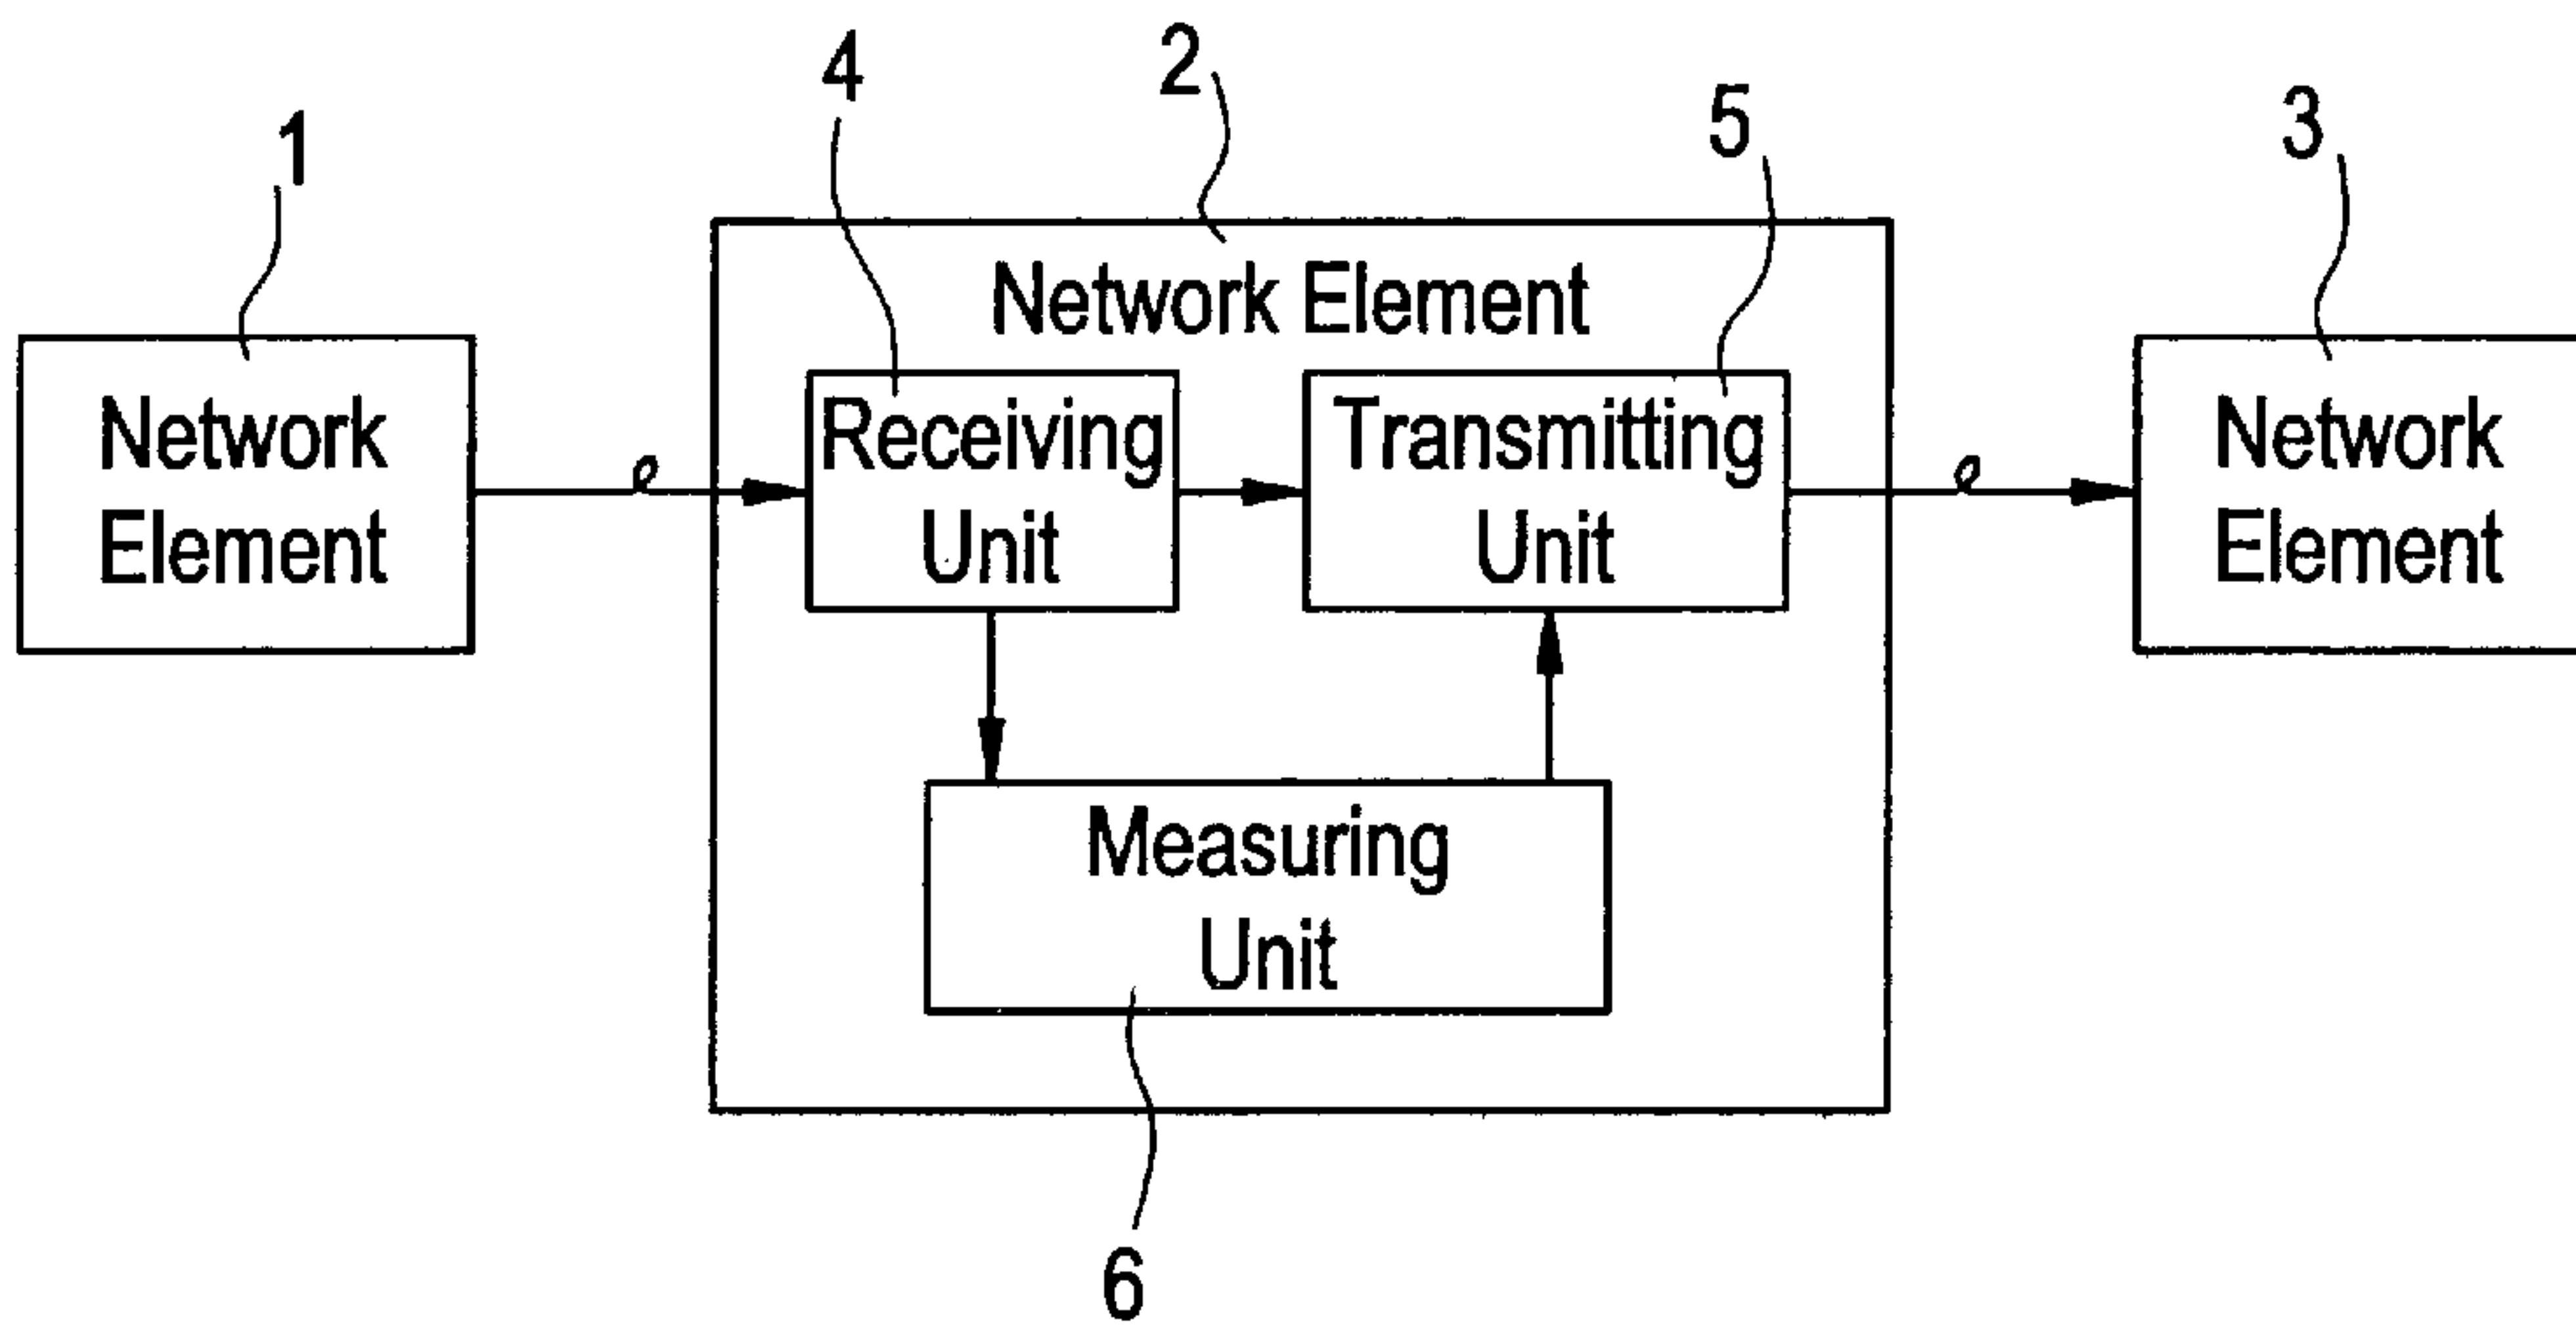 1
4
2
5
3
Network Element
Network
Element
Receiving
Unit
Transmitting
Unit
Network
Element
Measuring
Unit
6